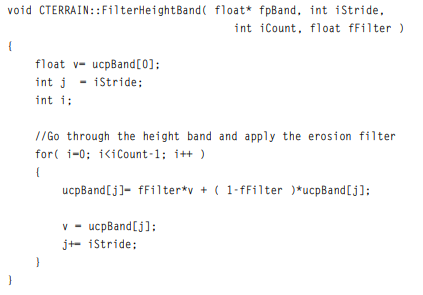 void CTERRAIN::FilterHeightBand( float* fpBand, int iStride,
int iCount, float fFilter )
{
float v= ucpBand[0];
int j = iStride;
int i;
//Go through the height band and apply the erosion filter
for( i=0; i<iCount-1; i++ )
{
ucpBand[j]= fFilter*v + ( 1-fFilter )*ucpBand[j];
v = ucpBand[j];
j+= iStride;
}
}